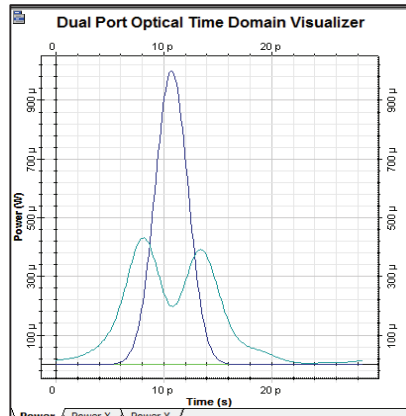 Dual Port Optical Time Domain Visualizer
0 10 p 20 p
900 µ 900 µ
700 µ 700 µ
Power (W)
500 µ 500 µ
300 µ 300 µ
100 µ 100 µ
0 10 p 20 p
Time (s)
Power Power X Power Y